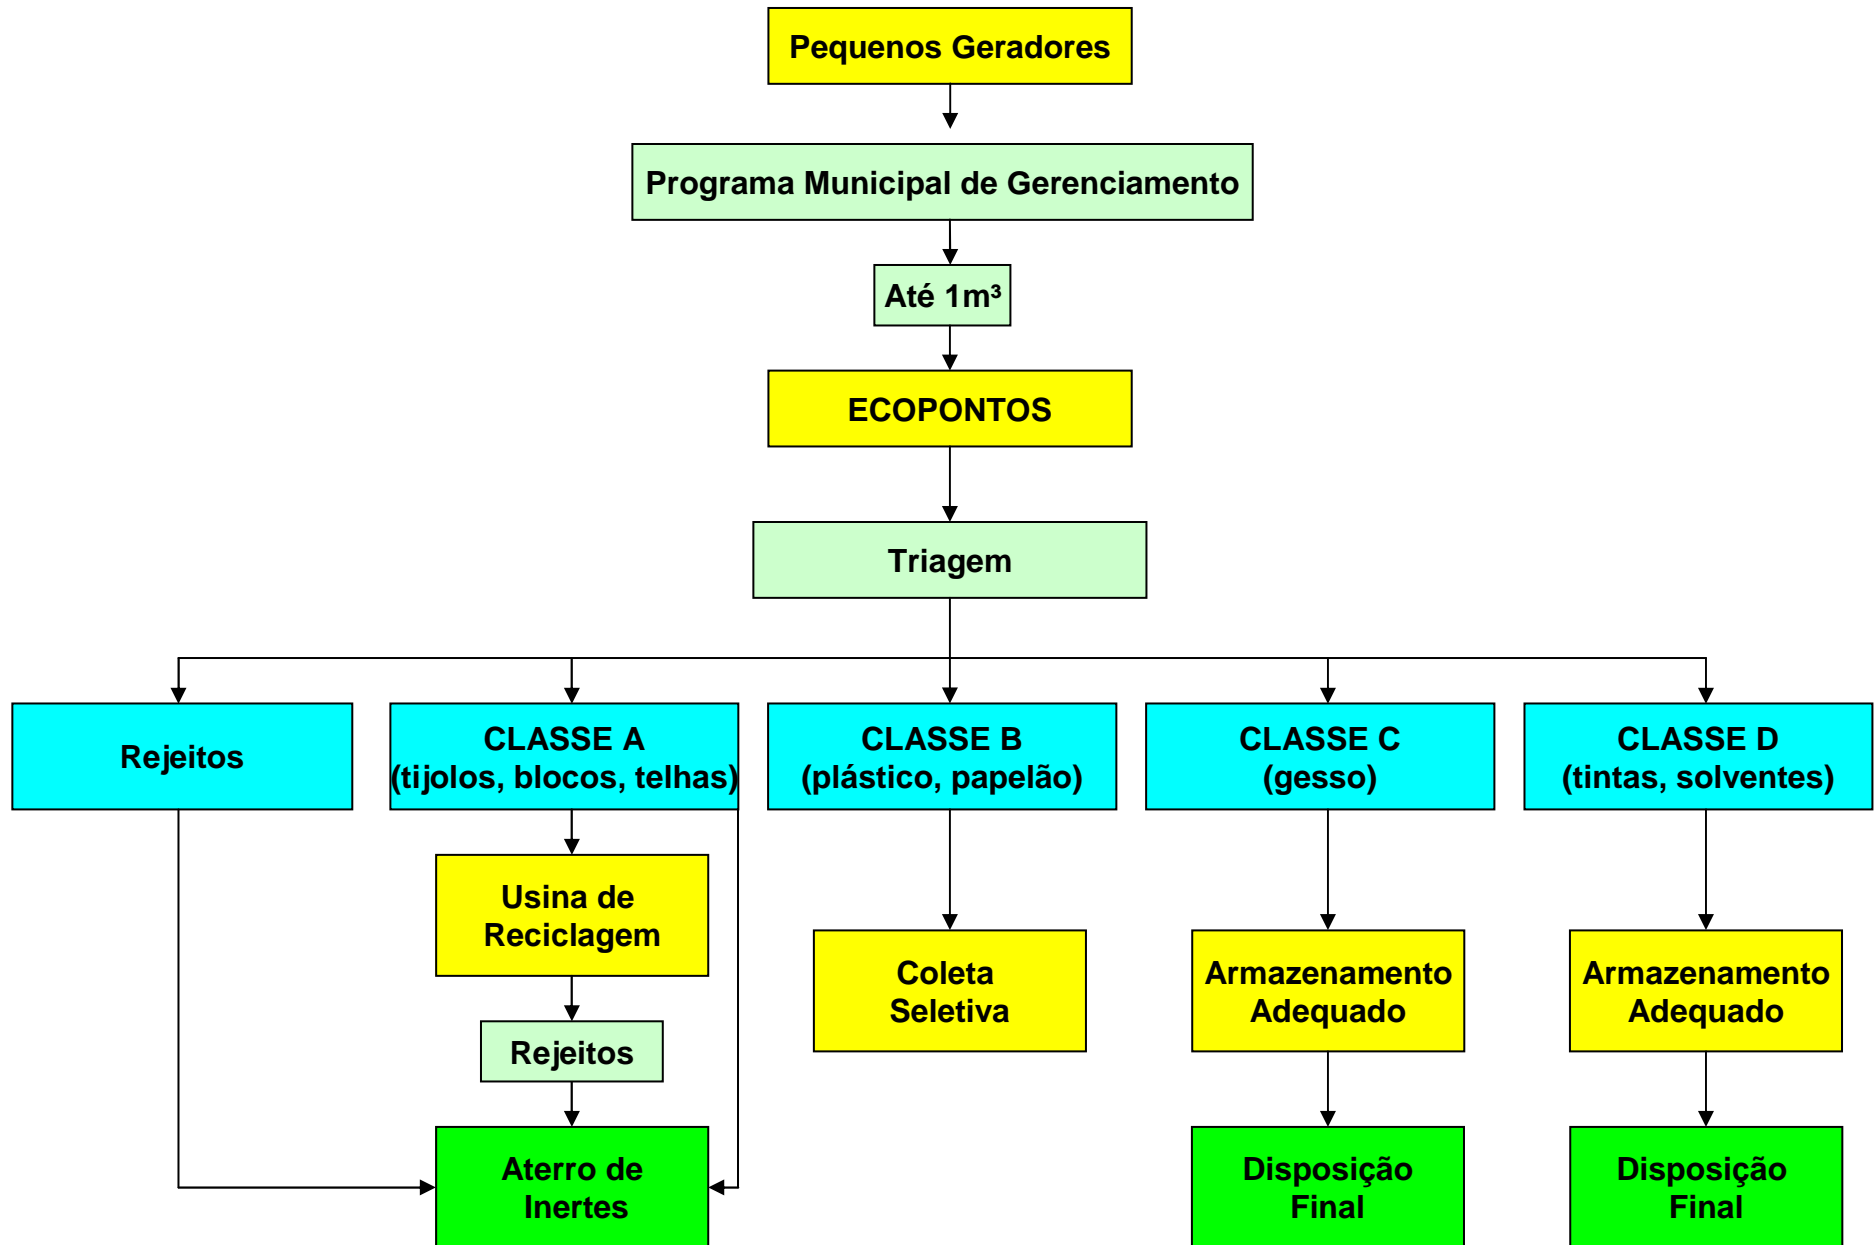 Pequenos Geradores
Programa Municipal de Gerenciamento
Até 1m³
ECOPONTOS
Triagem
Rejeitos
CLASSE A
(tijolos, blocos, telhas)
CLASSE B
(plástico, papelão)
CLASSE C
(gesso)
CLASSE D
(tintas, solventes)
Usina de
Reciclagem
Coleta
Seletiva
Armazenamento
Adequado
Armazenamento
Adequado
Rejeitos
Aterro de
Inertes
Disposição
Final
Disposição
Final